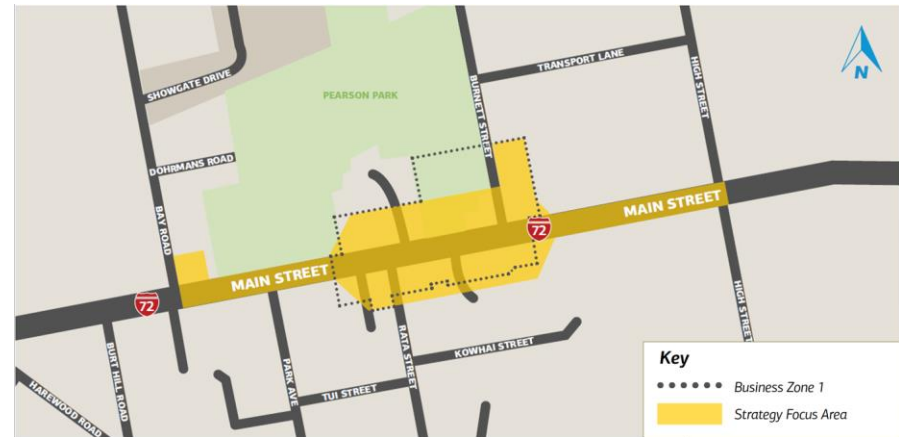 SHOWGATE DRIVE
PEARSON PARK
BURNETT STREET
TRANSPORT LANE
HIGH STREET
N
DOHRMANS ROAD
BAY ROAD
MAIN STREET
72
MAIN STREET
72
BURT HILL ROAD
HAREWOOD ROAD
PARK AVE
TUI STREET
RATA STREET
KOWHAI STREET
HIGH STREET
Key
Business Zone 1
Strategy Focus Area